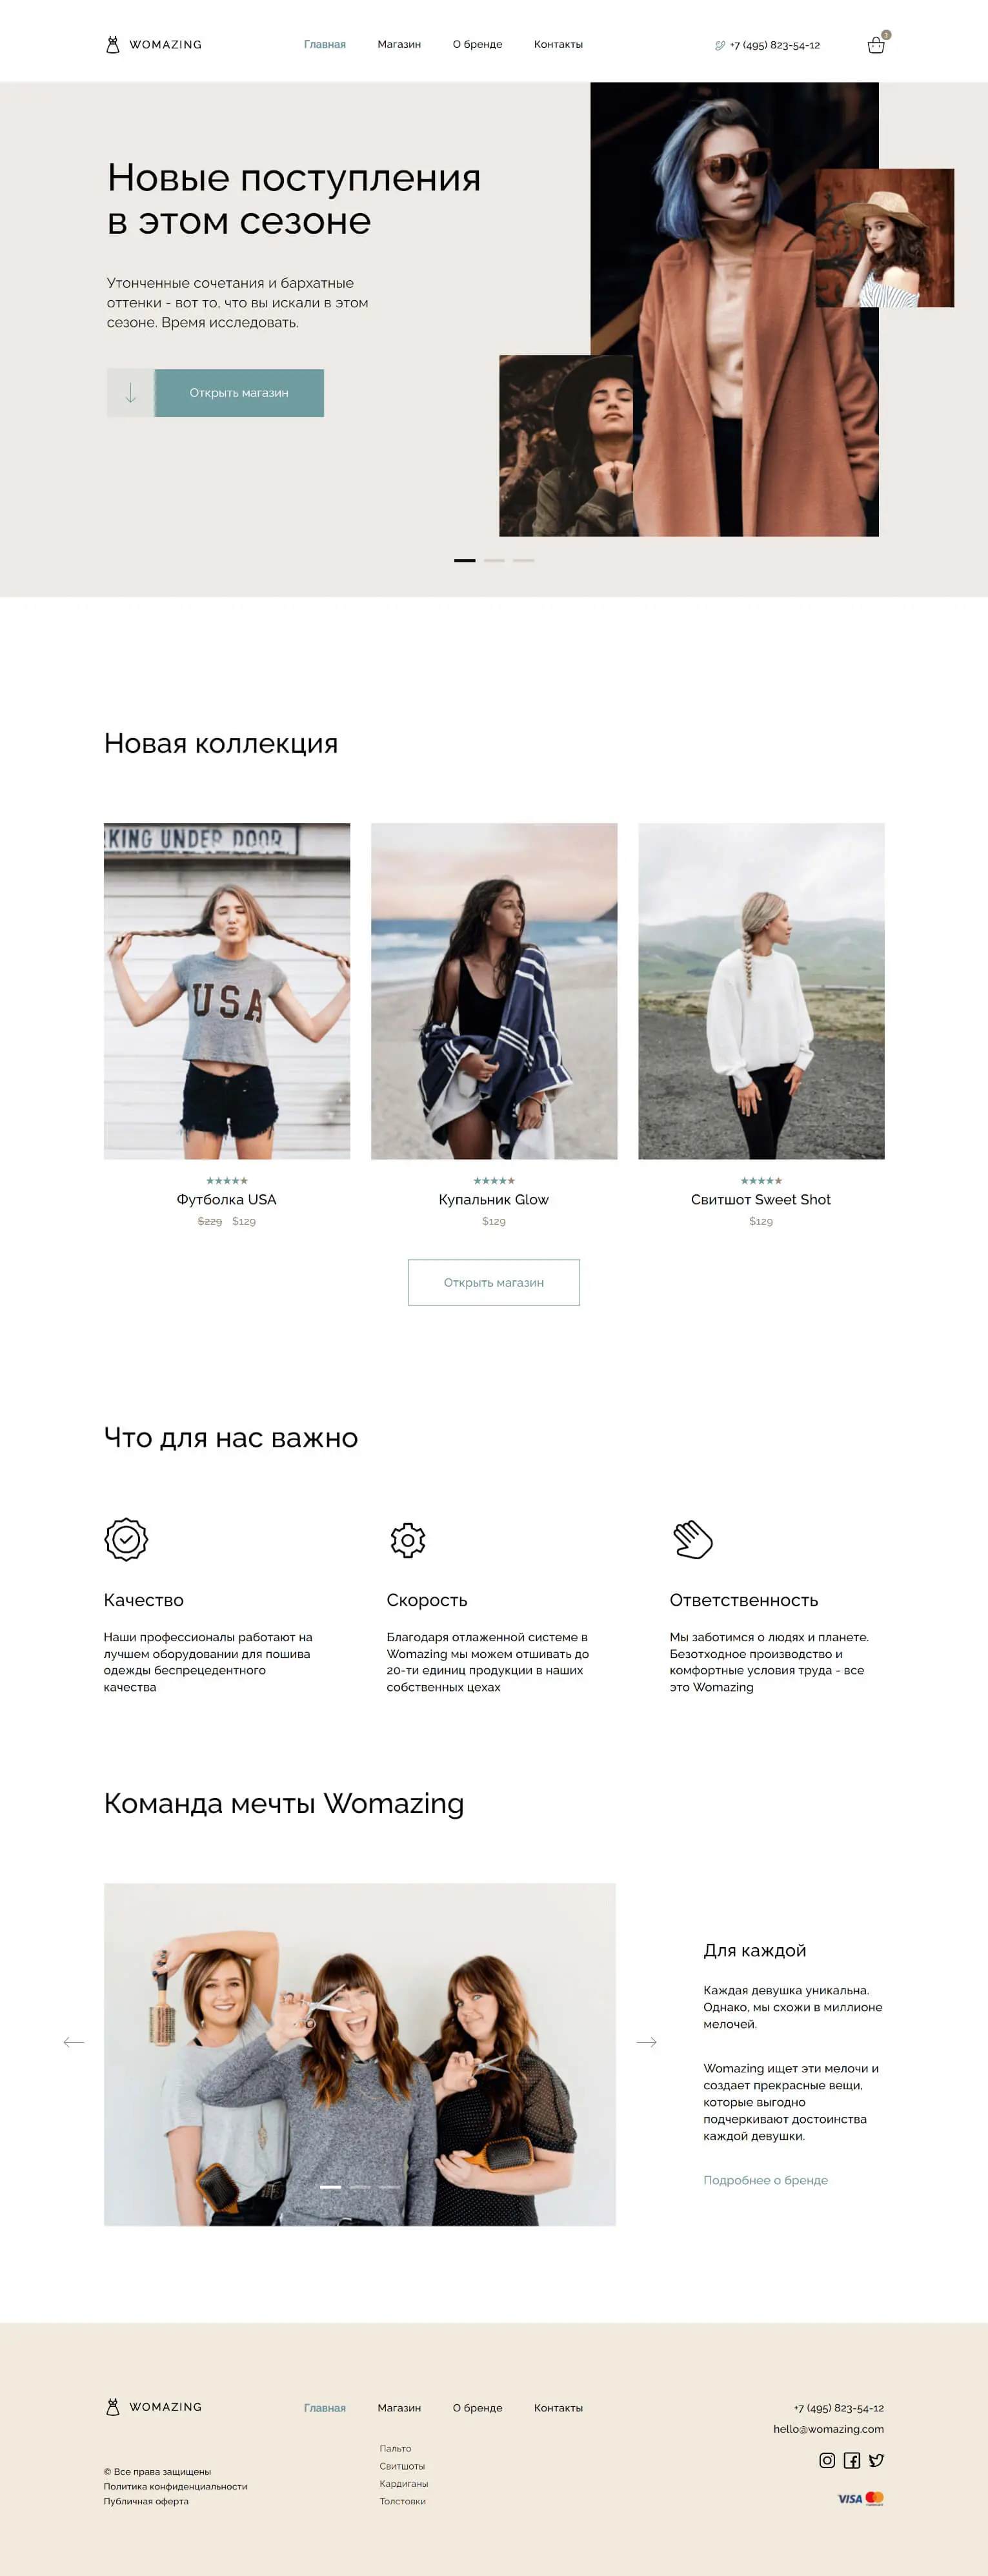 WOMAZING
Главная
Магазин
О бренде
Контакты
+7 (495) 823-54-12
Новые поступления
в этом сезоне
Утонченные сочетания и бархатные
оттенки - вот то, что вы искали в этом
сезоне. Время исследовать.
Открыть магазин
Новая коллекция
KING UNDER DOOR
USA
Футболка USA
$229 $129
Купальник Glow
$129
Свитшот Sweet Shot
$129
Открыть магазин
Что для нас важно
Качество
Наши профессионалы работают на
лучшем оборудовании для пошива
одежды беспрецедентного
качества
Скорость
Благодаря отлаженной системе в
Womazing мы можем отшивать до
20-ти единиц продукции в наших
собственных цехах
Ответственность
Мы заботимся о людях и планете.
Безотходное производство и
комфортные условия труда - все
это Womazing
Команда мечты Womazing
Для каждой
Каждая девушка уникальна.
Однако, мы схожи в миллионе
мелочей.
Womazing ищет эти мелочи и
создает прекрасные вещи,
которые выгодно
подчеркивают достоинства
каждой девушки.
Подробнее о бренде
WOMAZING
© Все права защищены
Политика конфиденциальности
Публичная оферта
Главная
Магазин
О бренде
Контакты
Пальто
Свитшоты
Кардиганы
Толстовки
+7 (495) 823-54-12
hello@womazing.com
VISA